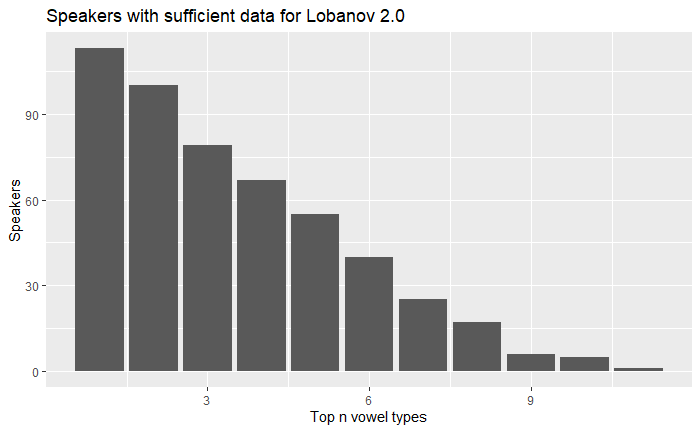 Speakers with sufficient data for Lobanov 2.0
90
60
30
0
Speakers
3 6 9
Top n vowel types